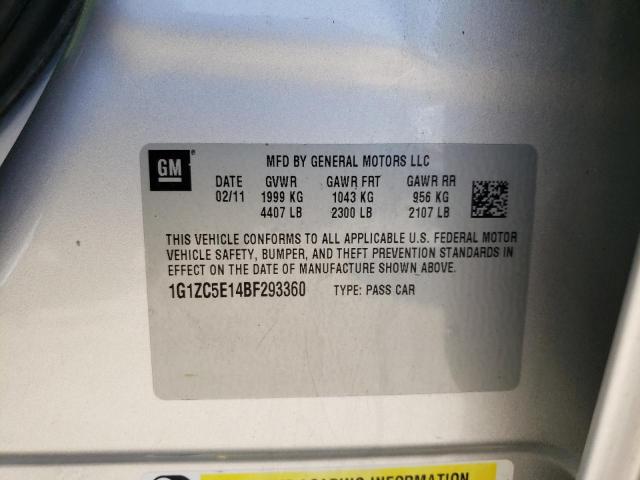 GM ®
MFD BY GENERAL MOTORS LLC
DATE GVWR GAWR FRT GAWR RR
02/11 1999 KG 1043 KG 956 KG
4407 LB 2300 LB 2107 LB
THIS VEHICLE CONFORMS TO ALL APPLICABLE U.S. FEDERAL MOTOR
VEHICLE SAFETY, BUMPER, AND THEFT PREVENTION STANDARDS IN
EFFECT ON THE DATE OF MANUFACTURE SHOWN ABOVE.
1G1ZC5E14BF293360 TYPE: PASS CAR
LOADING INFORMATION